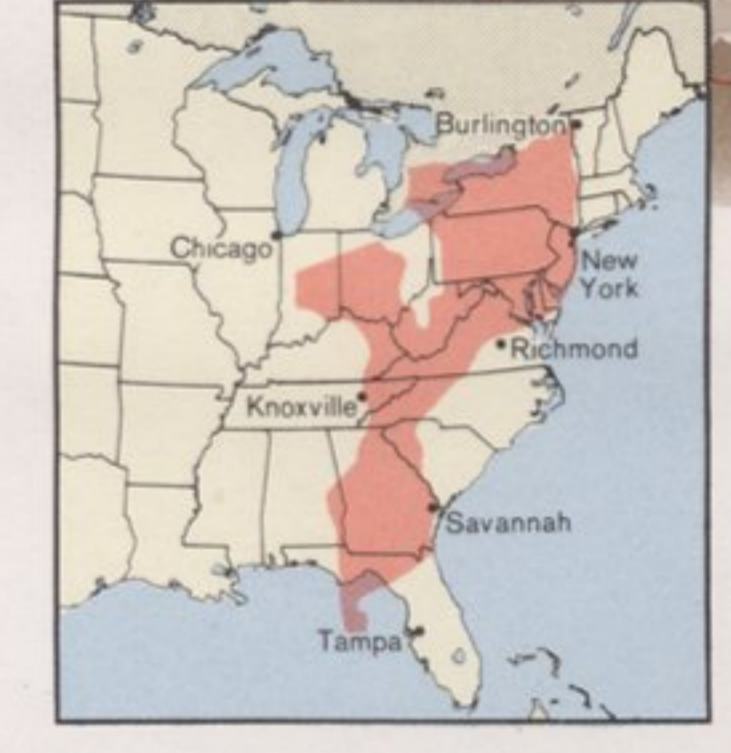 Burlington
Chicago
New
York
Richmond
Knoxville
Savannah
Tampa